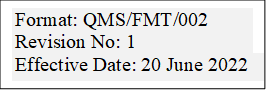 Format: QMS/FMT/002
Revision No: 1
Effective Date: 20 June 2022